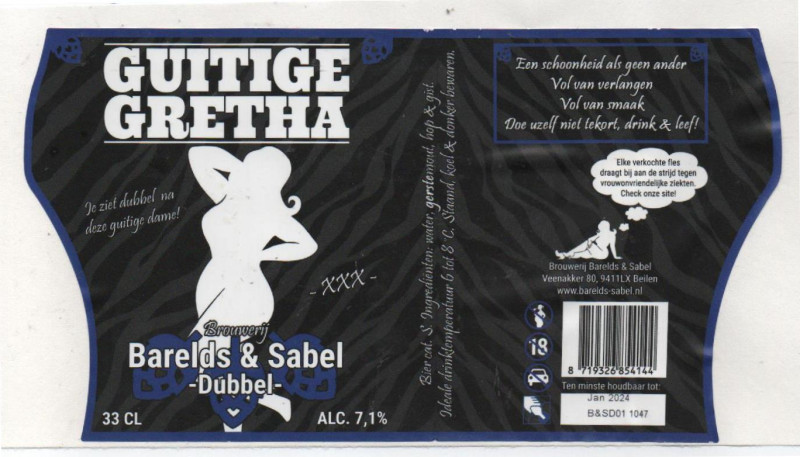 GUITIGE
GRETHA
Je ziet dubbel na
deze guitige dame!
- XXX -
Brouwerij
Barelds & Sabel
-Dubbel-
33 CL
ALC. 7,1%
Bier cat. S. Ingrediënten: water, gerstemout, hop & gist.
Ideale drinktemperatuur 6 tot 8 °C. Staand, koel & donker bewaren.
Een schoonheid als geen ander
Vol van verlangen
Vol van smaak
Doe uzelf niet tekort, drink & leef!
Elke verkochte fles
draagt bij aan de strijd tegen
vrouwonvriendelijke ziekten.
Check onze site!
Brouwerij Barelds & Sabel
Veenakker 80, 9411LX Beilen
www.barelds-sabel.nl
18
8 719326 854144
Ten minste houdbaar tot:
Jan 2024
B&SD01 1047